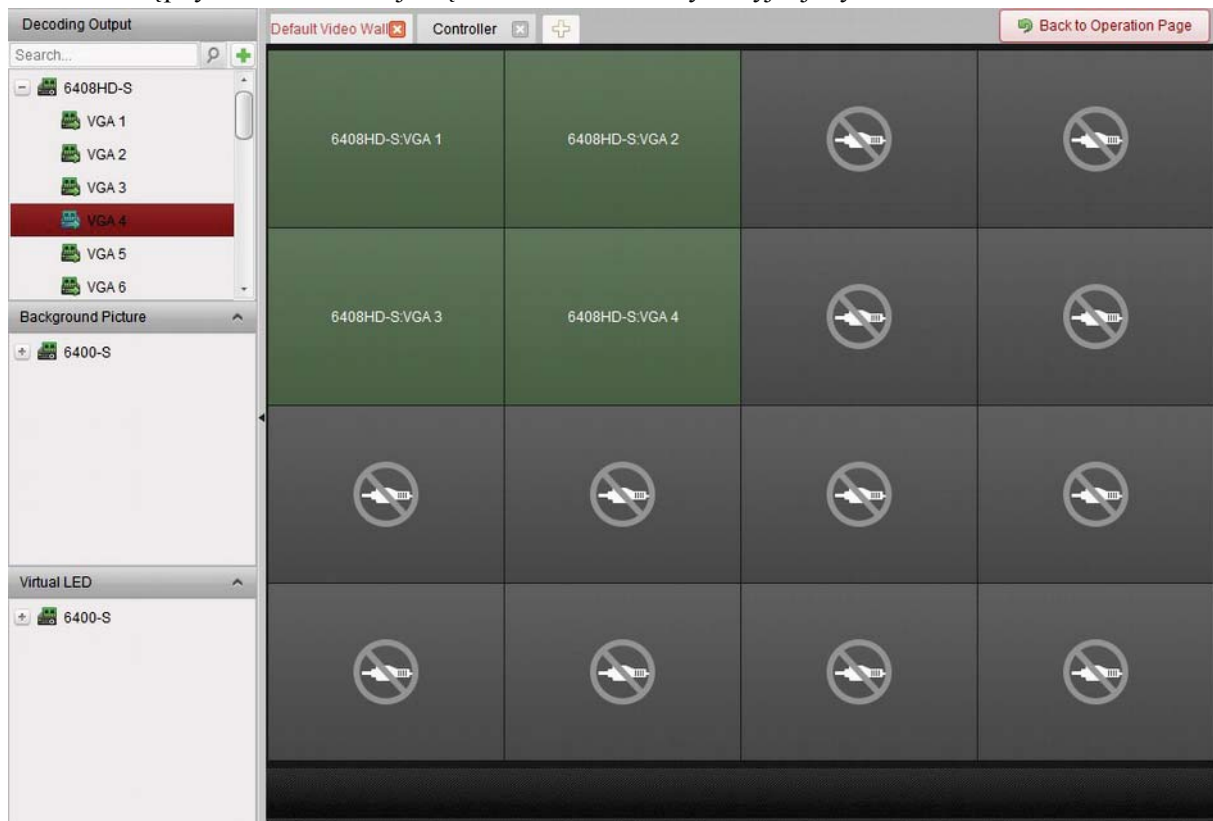 Decoding Output
Default Video Wall
Controller
Back to Operation Page
Search...
6408HD-S
VGA 1
VGA 2
VGA 3
VGA 4
VGA 5
VGA 6
Background Picture
6400-S
Virtual LED
6400-S
6408HD-S:VGA 1
6408HD-S:VGA 2
6408HD-S:VGA 3
6408HD-S:VGA 4